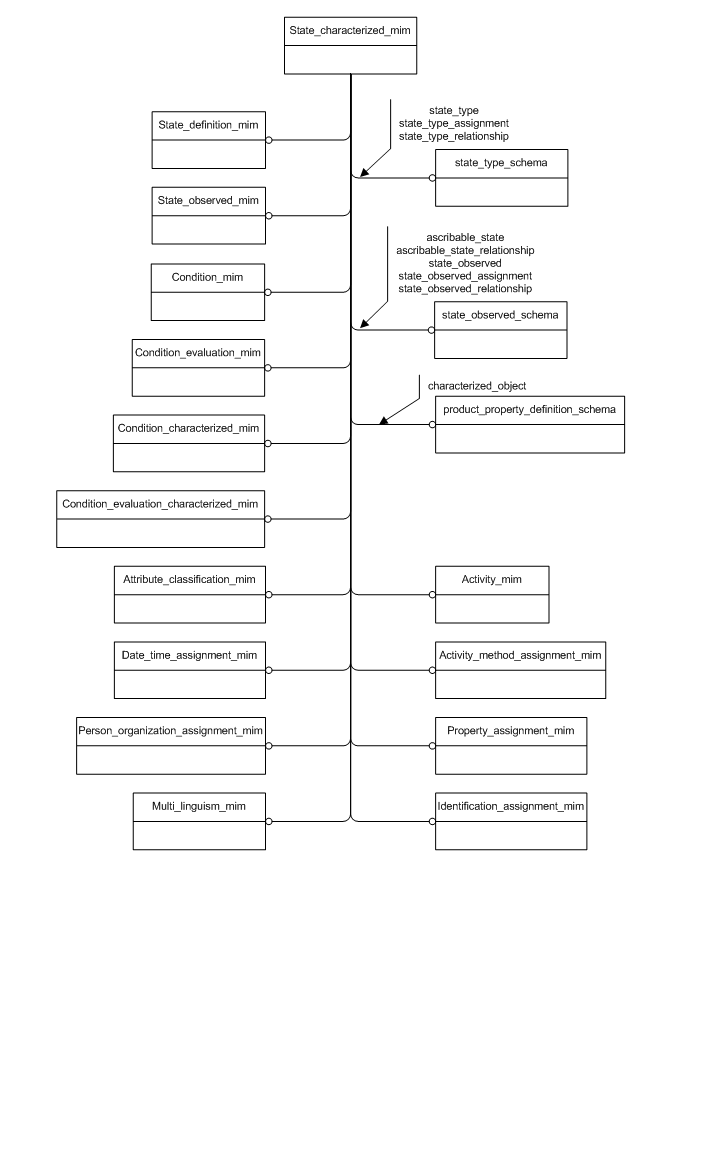 State_characterized_mim
state_type
state_type_assignment
state_type_relationship
State_definition_mim
state_type_schema
State_observed_mim
ascribable_state
ascribable_state_relationship
state_observed
state_observed_assignment
state_observed_relationship
Condition_mim
state_observed_schema
Condition_evaluation_mim
characterized_object
product_property_definition_schema
Condition_characterized_mim
Condition_evaluation_characterized_mim
Attribute_classification_mim
Activity_mim
Date_time_assignment_mim
Activity_method_assignment_mim
Person_organization_assignment_mim
Property_assignment_mim
Multi_linguism_mim
Identification_assignment_mim